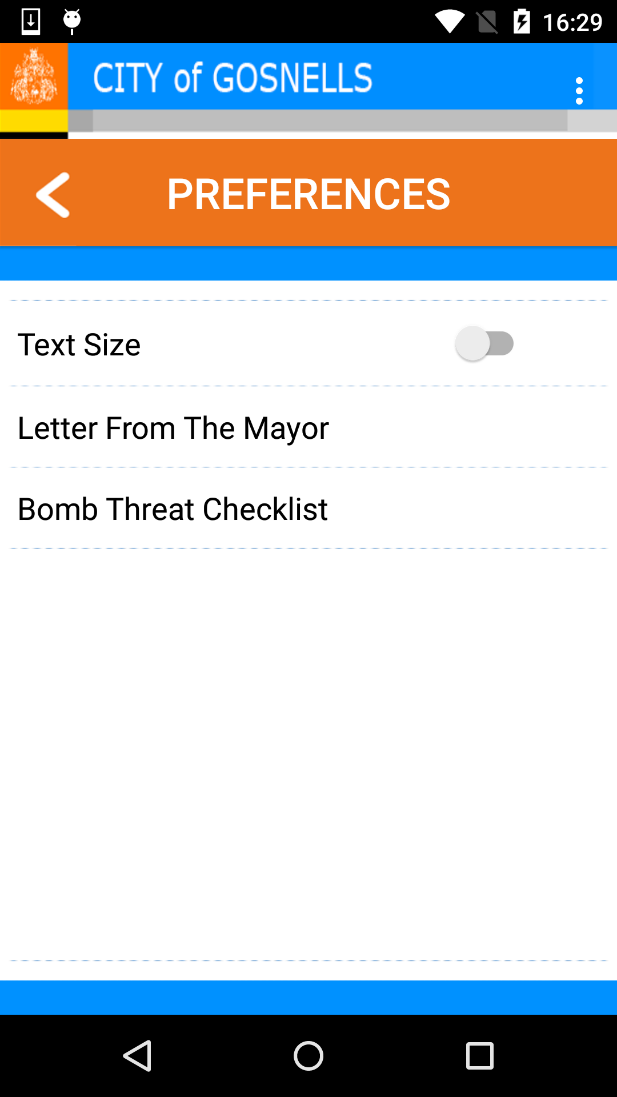 16:29
CITY of GOSNELLS
PREFERENCES
Text Size
Letter From The Mayor
Bomb Threat Checklist